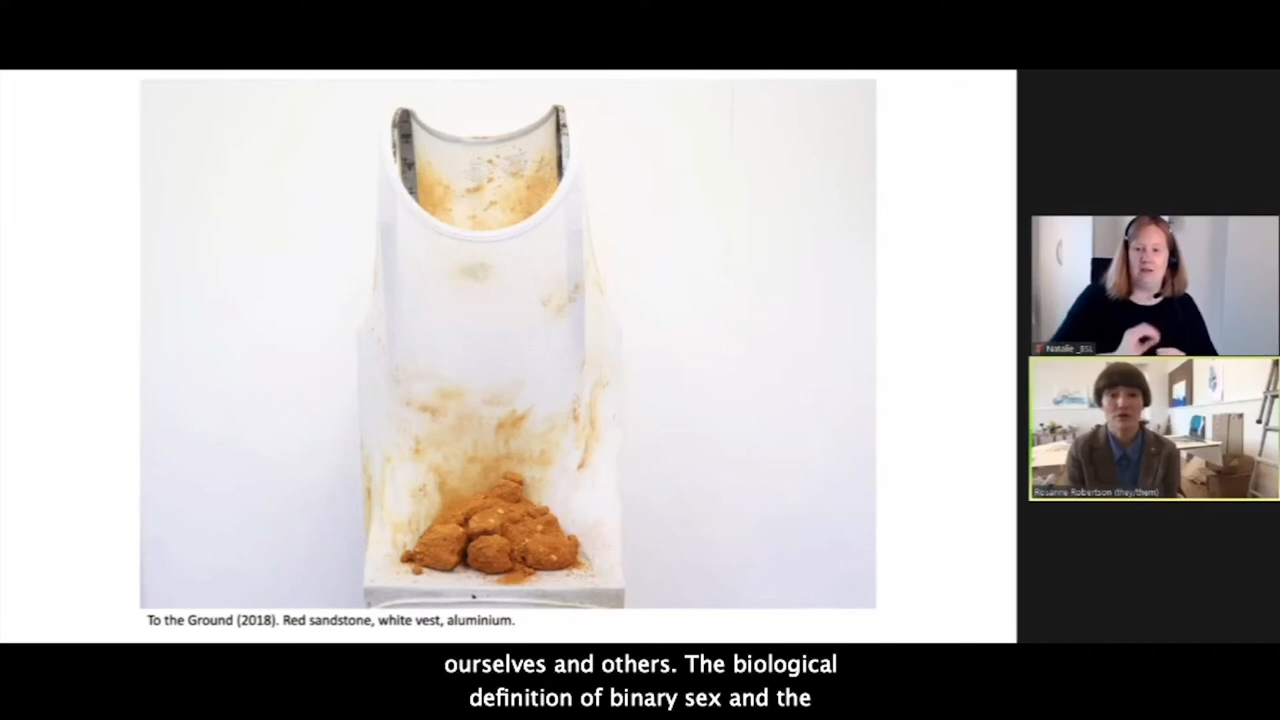 Natalie _BSL
Rosanne Robertson (they/them)
To the Ground (2018). Red sandstone, white vest, aluminium.
ourselves and others. The biological
definition of binary sex and the